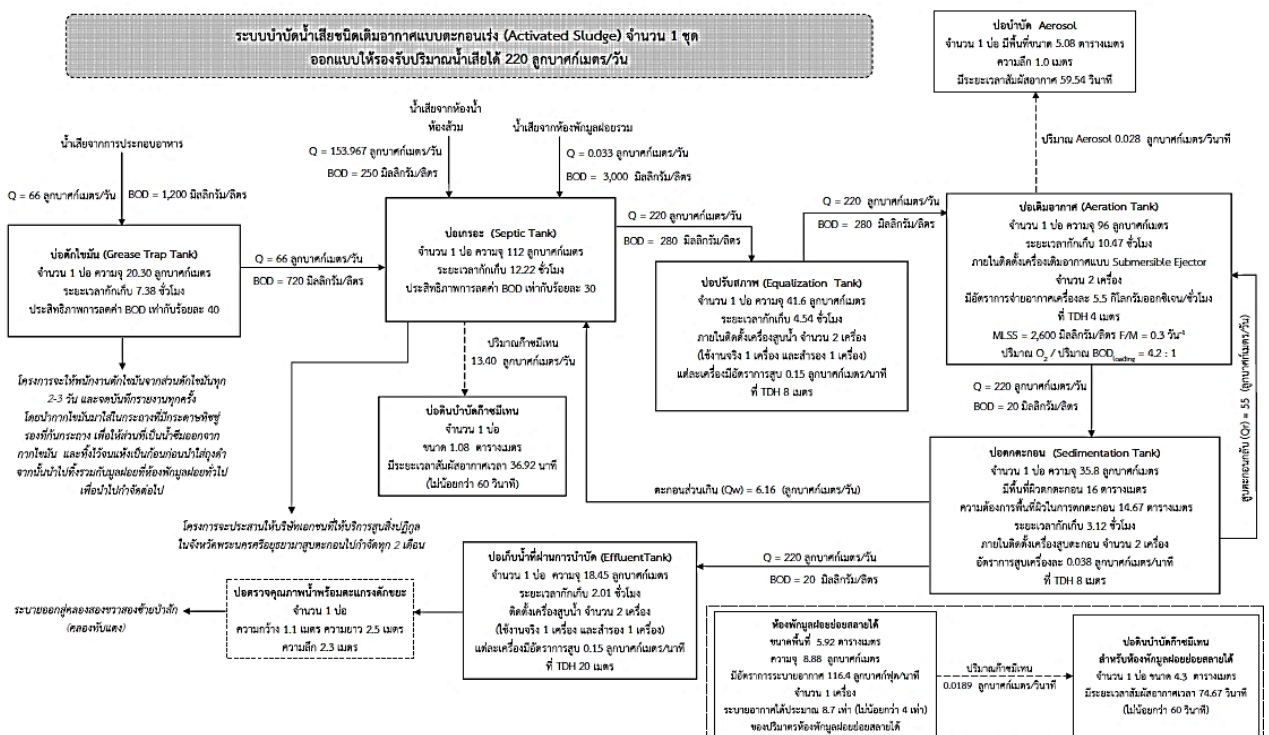 ระบบบำบัดน้ำเสียชนิดเติมอากาศแบบตะกอนเร่ง (Activated Sludge) จำนวน 1 ชุด
ออกแบบให้รองรับปริมาณน้ำเสียได้ 220 ลูกบาศก์เมตร/วัน
บ่อบำบัด Aerosol
จำนวน 1 บ่อ มีพื้นที่ขนาด 5.08 ตารางเมตร
ความลึก 1.0 เมตร
มีระยะเวลาสัมผัสอากาศ 59.54 วินาที
ปริมาณ Aerosol 0.028 ลูกบาศก์เมตร/วินาที
น้ำเสียจากการประกอบอาหาร
Q = 66 ลูกบาศก์เมตร/วัน
BOD = 1,200 มิลลิกรัม/ลิตร
น้ำเสียจากห้องน้ำ
ห้องส้วม
Q = 153.967 ลูกบาศก์เมตร/วัน
BOD = 250 มิลลิกรัม/ลิตร
น้ำเสียจากห้องพักมูลฝอยรวม
Q = 0.033 ลูกบาศก์เมตร/วัน
BOD = 3,000 มิลลิกรัม/ลิตร
บ่อดักไขมัน (Grease Trap Tank)
จำนวน 1 บ่อ ความจุ 20.30 ลูกบาศก์เมตร
ระยะเวลากักเก็บ 7.38 ชั่วโมง
ประสิทธิภาพการลดค่า BOD เท่ากับร้อยละ 40
Q = 66 ลูกบาศก์เมตร/วัน
BOD = 720 มิลลิกรัม/ลิตร
บ่อเกรอะ (Septic Tank)
จำนวน 1 บ่อ ความจุ 112 ลูกบาศก์เมตร
ระยะเวลากักเก็บ 12.22 ชั่วโมง
ประสิทธิภาพการลดค่า BOD เท่ากับร้อยละ 30
Q = 220 ลูกบาศก์เมตร/วัน
BOD = 280 มิลลิกรัม/ลิตร
บ่อปรับสภาพ (Equalization Tank)
จำนวน 1 บ่อ ความจุ 41.6 ลูกบาศก์เมตร
ระยะเวลากักเก็บ 4.54 ชั่วโมง
ภายในติดตั้งเครื่องสูบน้ำ จำนวน 2 เครื่อง
(ใช้งานจริง 1 เครื่อง และสำรอง 1 เครื่อง)
แต่ละเครื่องมีอัตราการสูบ 0.15 ลูกบาศก์เมตร/นาที
ที่ TDH 8 เมตร
Q = 220 ลูกบาศก์เมตร/วัน
BOD = 280 มิลลิกรัม/ลิตร
บ่อเติมอากาศ (Aeration Tank)
จำนวน 1 บ่อ ความจุ 96 ลูกบาศก์เมตร
ระยะเวลากักเก็บ 10.47 ชั่วโมง
ภายในติดตั้งเครื่องเติมอากาศแบบ Submersible Ejector
จำนวน 2 เครื่อง
มีอัตราการจ่ายอากาศเครื่องละ 5.5 กิโลกรัมออกซิเจน/ชั่วโมง
ที่ TDH 4 เมตร
MLSS = 2,600 มิลลิกรัม/ลิตร F/M = 0.3 วัน⁻¹
ปริมาณ O₂ / ปริมาณ BOD loading = 4.2 : 1
โครงการจะให้พนักงานตักไขมันจากส่วนดักไขมันทุก
2-3 วัน และจดบันทึกรายงานทุกครั้ง
โดยนำกากไขมันมาใส่ในกระถางที่มีกระดาษทิชชู่
รองที่ก้นกระถาง เพื่อให้ส่วนที่เป็นน้ำซึมออกจาก
กากไขมัน และทิ้งไว้จนแห้งเป็นก้อนก่อนนำใส่ถุงดำ
จากนั้นนำไปทิ้งรวมกับมูลฝอยที่ห้องพักมูลฝอยทั่วไป
เพื่อนำไปกำจัดต่อไป
ปริมาณก๊าซมีเทน
13.40 ลูกบาศก์เมตร/วัน
บ่อดินบำบัดก๊าซมีเทน
จำนวน 1 บ่อ
ขนาด 1.08 ตารางเมตร
มีระยะเวลาสัมผัสอากาศเวลา 36.92 นาที
(ไม่น้อยกว่า 60 วินาที)
โครงการจะประสานให้บริษัทเอกชนที่ให้บริการสูบสิ่งปฏิกูล
ในจังหวัดพระนครศรีอยุธยามาสูบตะกอนไปกำจัดทุก 2 เดือน
Q = 220 ลูกบาศก์เมตร/วัน
BOD = 20 มิลลิกรัม/ลิตร
สูบตะกอนกลับ (Qr) = 55 (ลูกบาศก์เมตร/วัน)
บ่อตกตะกอน (Sedimentation Tank)
จำนวน 1 บ่อ ความจุ 35.8 ลูกบาศก์เมตร
มีพื้นที่ผิวตกตะกอน 16 ตารางเมตร
ความต้องการพื้นที่ผิวในการตกตะกอน 14.67 ตารางเมตร
ระยะเวลากักเก็บ 3.12 ชั่วโมง
ภายในติดตั้งเครื่องสูบตะกอน จำนวน 2 เครื่อง
อัตราการสูบเครื่องละ 0.038 ลูกบาศก์เมตร/นาที
ที่ TDH 8 เมตร
ตะกอนส่วนเกิน (Qw) = 6.16 (ลูกบาศก์เมตร/วัน)
Q = 220 ลูกบาศก์เมตร/วัน
BOD = 20 มิลลิกรัม/ลิตร
บ่อเก็บน้ำที่ผ่านการบำบัด (EffluentTank)
จำนวน 1 บ่อ ความจุ 18.45 ลูกบาศก์เมตร
ระยะเวลากักเก็บ 2.01 ชั่วโมง
ติดตั้งเครื่องสูบน้ำ จำนวน 2 เครื่อง
(ใช้งานจริง 1 เครื่อง และสำรอง 1 เครื่อง)
แต่ละเครื่องมีอัตราการสูบ 0.15 ลูกบาศก์เมตร/นาที
ที่ TDH 20 เมตร
บ่อตรวจคุณภาพน้ำพร้อมตะแกรงดักขยะ
จำนวน 1 บ่อ
ความกว้าง 1.1 เมตร ความยาว 2.5 เมตร
ความลึก 2.3 เมตร
ระบายออกสู่คลองสองขวาสองซ้ายป่าสัก
(คลองทับแดง)
ห้องพักมูลฝอยย่อยสลายได้
ขนาดพื้นที่ 5.92 ตารางเมตร
ความจุ 8.88 ลูกบาศก์เมตร
มีอัตราการระบายอากาศ 116.4 ลูกบาศก์ฟุต/นาที
จำนวน 1 เครื่อง
ระบายอากาศได้ประมาณ 8.7 เท่า (ไม่น้อยกว่า 4 เท่า)
ของปริมาตรห้องพักมูลฝอยย่อยสลายได้
ปริมาณก๊าซมีเทน
0.0189 ลูกบาศก์เมตร/วินาที
บ่อดินบำบัดก๊าซมีเทน
สำหรับห้องพักมูลฝอยย่อยสลายได้
จำนวน 1 บ่อ ขนาด 4.3 ตารางเมตร
มีระยะเวลาสัมผัสอากาศเวลา 74.67 วินาที
(ไม่น้อยกว่า 60 วินาที)